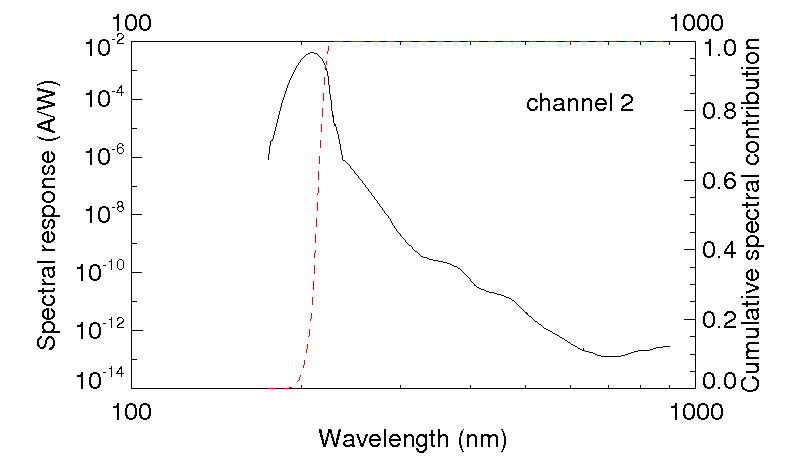 100 1000
10^-2 1.0
channel 2
10^-4 0.8
10^-6 0.6
10^-8 0.4
10^-10
10^-12 0.2
10^-14 0.0
100 1000
Wavelength (nm)
Spectral response (A/W)
Cumulative spectral contribution